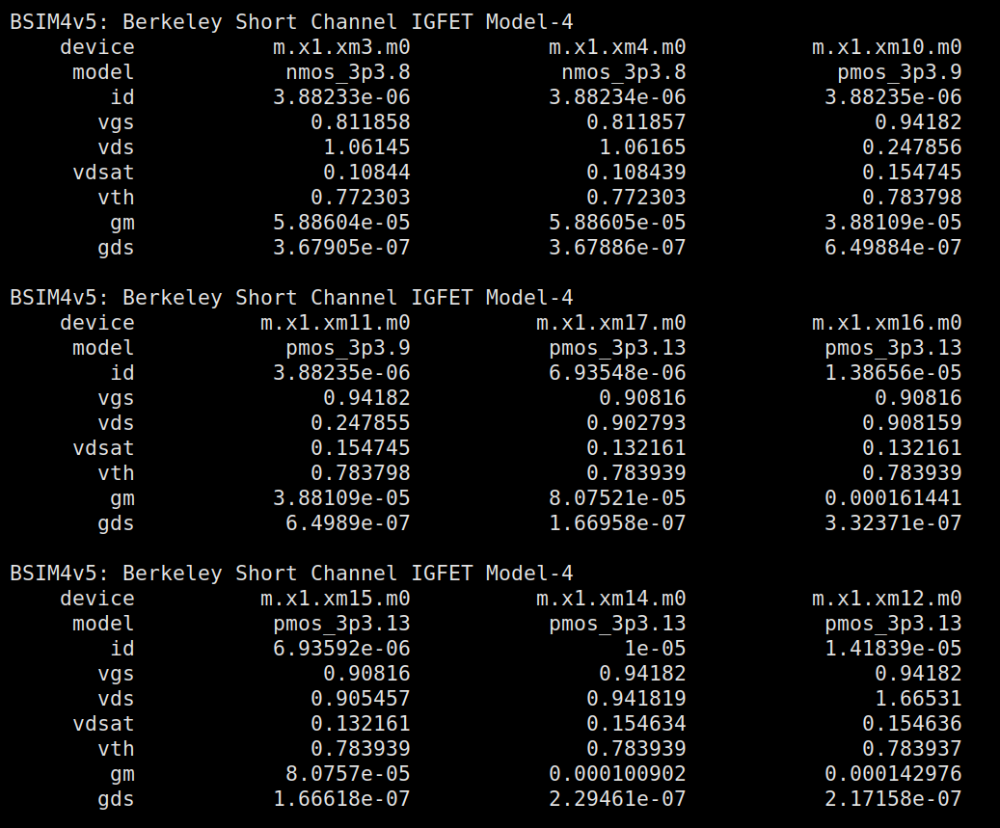 BSIM4v5: Berkeley Short Channel IGFET Model-4
device m.x1.xm3.m0 m.x1.xm4.m0 m.x1.xm10.m0
model nmos_3p3.8 nmos_3p3.8 pmos_3p3.9
id 3.88233e-06 3.88234e-06 3.88235e-06
vgs 0.811858 0.811857 0.94182
vds 1.06145 1.06165 0.247856
vdsat 0.10844 0.108439 0.154745
vth 0.772303 0.772303 0.783798
gm 5.88604e-05 5.88605e-05 3.88109e-05
gds 3.67905e-07 3.67886e-07 6.49884e-07
BSIM4v5: Berkeley Short Channel IGFET Model-4
device m.x1.xm11.m0 m.x1.xm17.m0 m.x1.xm16.m0
model pmos_3p3.9 pmos_3p3.13 pmos_3p3.13
id 3.88235e-06 6.93548e-06 1.38656e-05
vgs 0.94182 0.90816 0.90816
vds 0.247855 0.902793 0.908159
vdsat 0.154745 0.132161 0.132161
vth 0.783798 0.783939 0.783939
gm 3.88109e-05 8.07521e-05 0.000161441
gds 6.4989e-07 1.66958e-07 3.32371e-07
BSIM4v5: Berkeley Short Channel IGFET Model-4
device m.x1.xm15.m0 m.x1.xm14.m0 m.x1.xm12.m0
model pmos_3p3.13 pmos_3p3.13 pmos_3p3.13
id 6.93592e-06 1e-05 1.41839e-05
vgs 0.90816 0.94182 0.94182
vds 0.905457 0.941819 1.66531
vdsat 0.132161 0.154634 0.154636
vth 0.783939 0.783939 0.783937
gm 8.0757e-05 0.000100902 0.000142976
gds 1.66618e-07 2.29461e-07 2.17158e-07